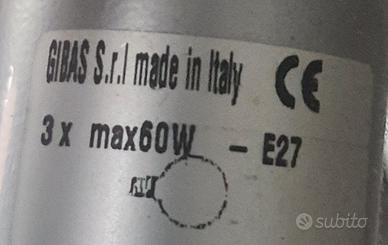 GIBAS S.r.l made in Italy CE
3 x max60W - E27
subito